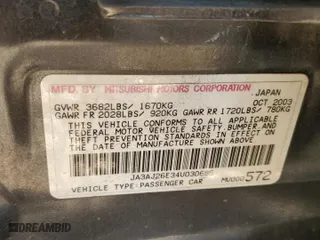 MFD. BY MITSUBISHI MOTORS CORPORATION
JAPAN
GVWR 3682LBS/ 1670KG OCT 2003
GAWR FR 2028LBS/ 920KG GAWR RR 1720LBS/ 780KG
THIS VEHICLE CONFORMS TO ALL APPLICABLE
FEDERAL MOTOR VEHICLE SAFETY, BUMPER, AND
THEFT PREVENTION STANDARDS IN EFFECT ON
THE DATE OF MANUFACTURE SHOWN ABOVE.
VEHICLE TYPE: PASSENGER CAR MU000572